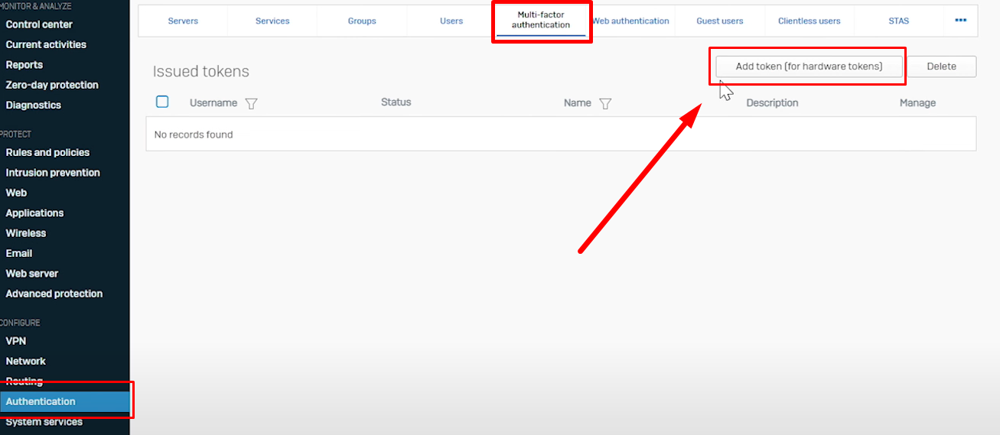 MONITOR & ANALYZE
Control center
Current activities
Reports
Zero-day protection
Diagnostics
PROTECT
Rules and policies
Intrusion prevention
Web
Applications
Wireless
Email
Web server
Advanced protection
CONFIGURE
VPN
Network
Routing
Authentication
System services
Servers
Services
Groups
Users
Multi-factor
authentication
Web authentication
Guest users
Clientless users
STAS
•••
Issued tokens
Add token (for hardware tokens)
Delete
Username
Status
Name
Description
Manage
No records found